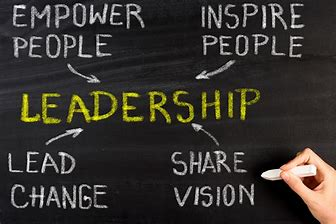 EMPOWER
PEOPLE
INSPIRE
PEOPLE
LEADERSHIP
LEAD
CHANGE
SHARE
VISION